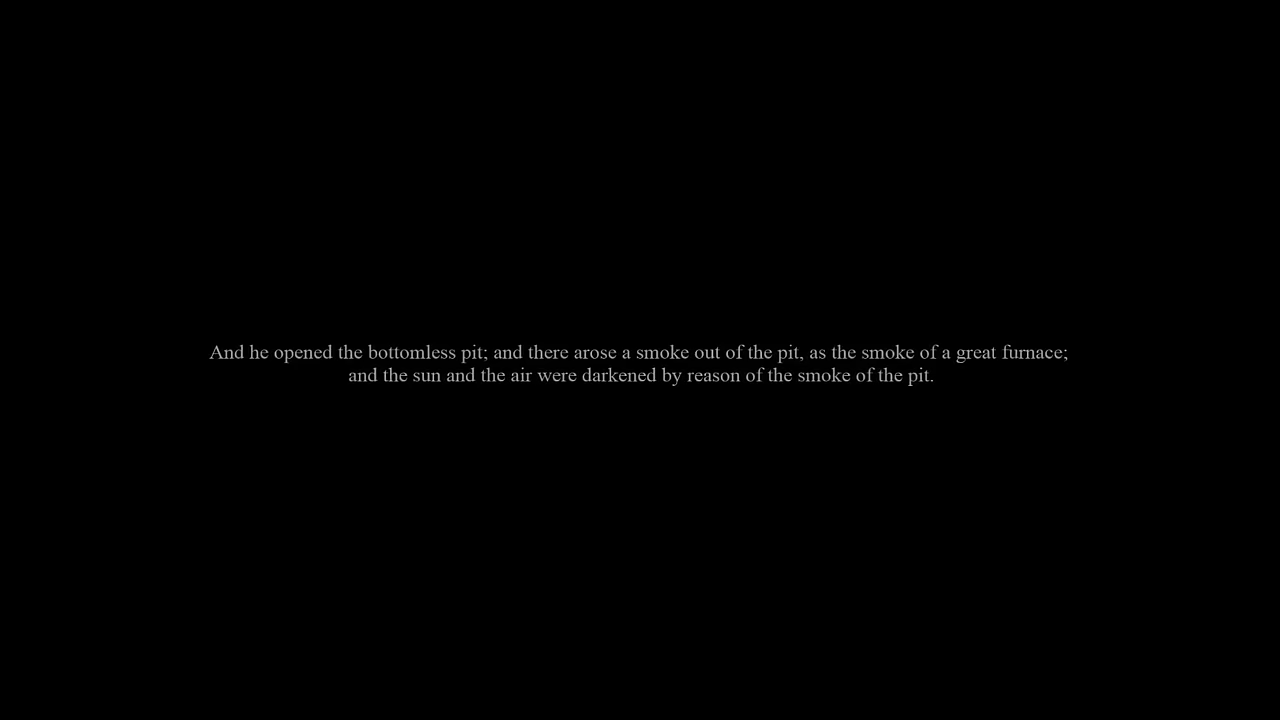 And he opened the bottomless pit; and there arose a smoke out of the pit, as the smoke of a great furnace;
and the sun and the air were darkened by reason of the smoke of the pit.